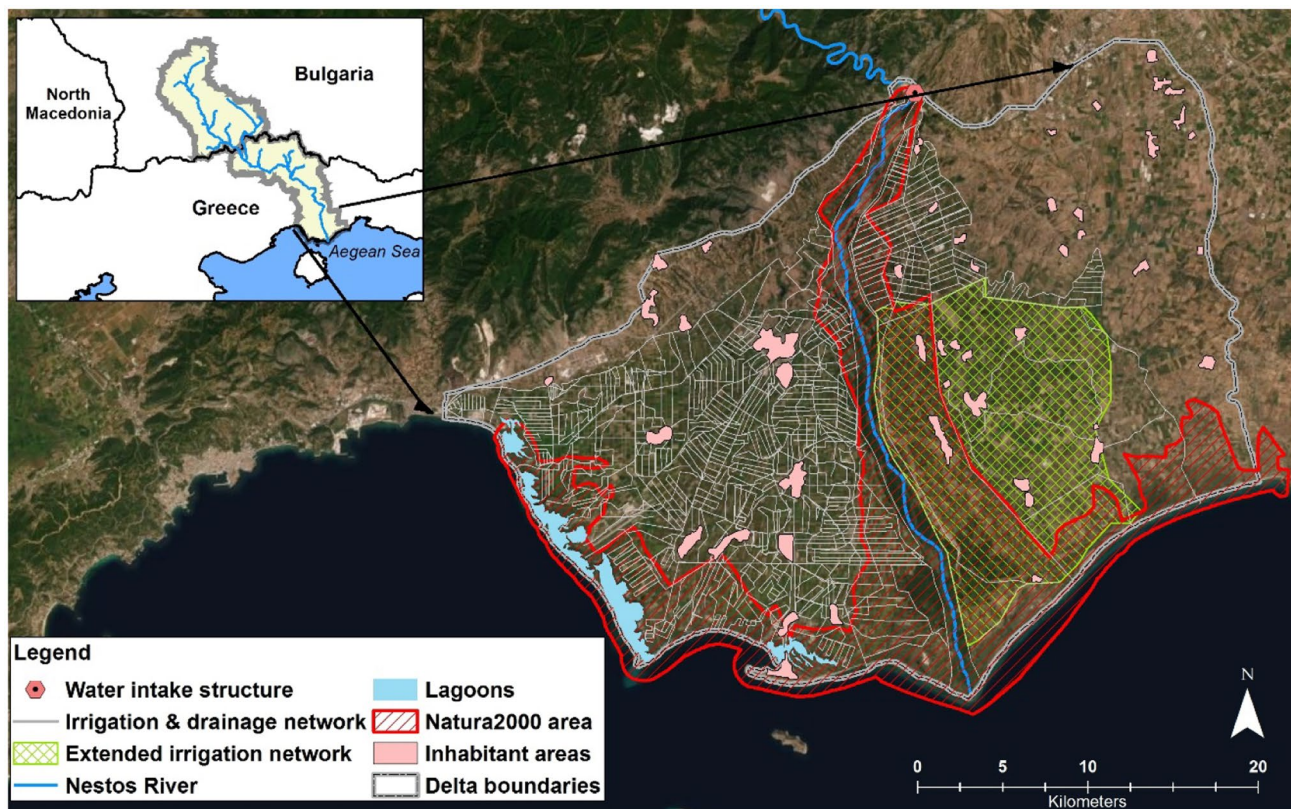 Bulgaria
North
Macedonia
Greece
Aegean Sea
Legend
Water intake structure
Irrigation & drainage network
Extended irrigation network
Nestos River
Lagoons
Natura2000 area
Inhabitant areas
Delta boundaries
N
0 5 10 20
Kilometers